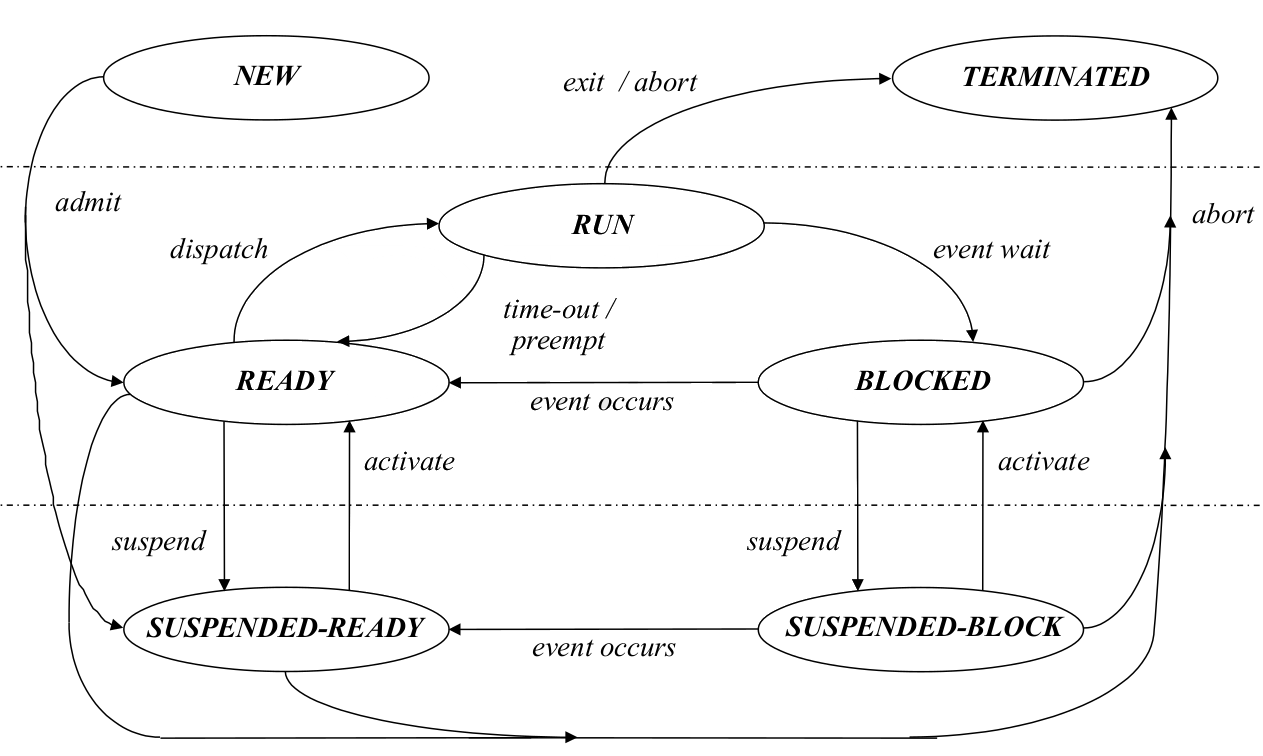 NEW
exit / abort
TERMINATED
admit
RUN
abort
dispatch
event wait
time-out /
preempt
READY
BLOCKED
event occurs
activate
activate
suspend
suspend
SUSPENDED-READY
SUSPENDED-BLOCK
event occurs